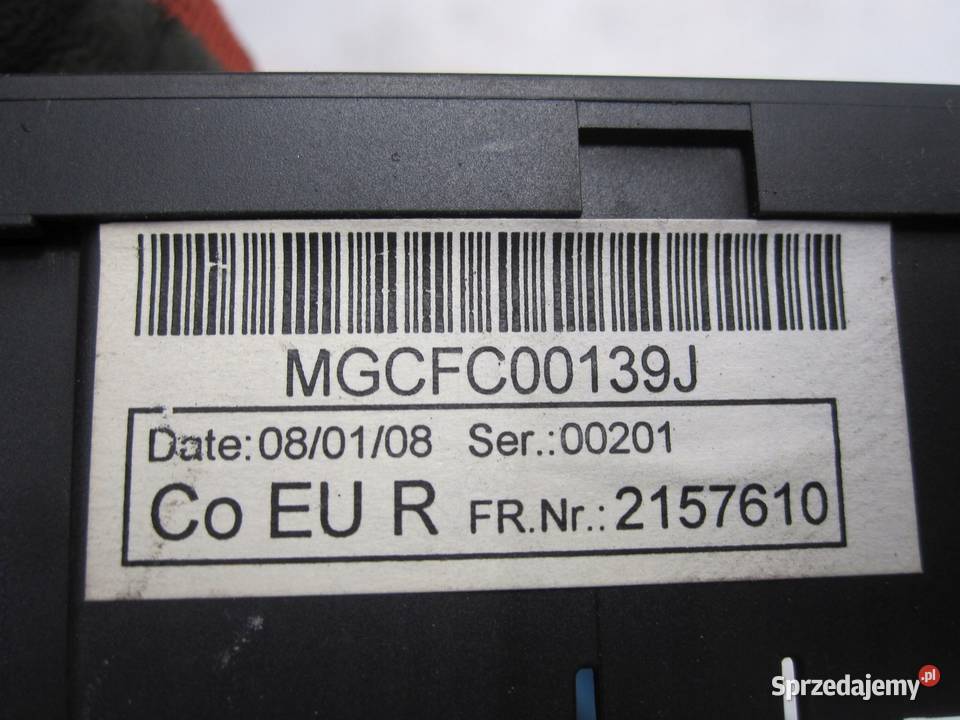 MGCFC00139J
Date: 08/01/08 Ser.: 00201
Co EU R FR.Nr.: 2157610
Sprzedajemy.pl